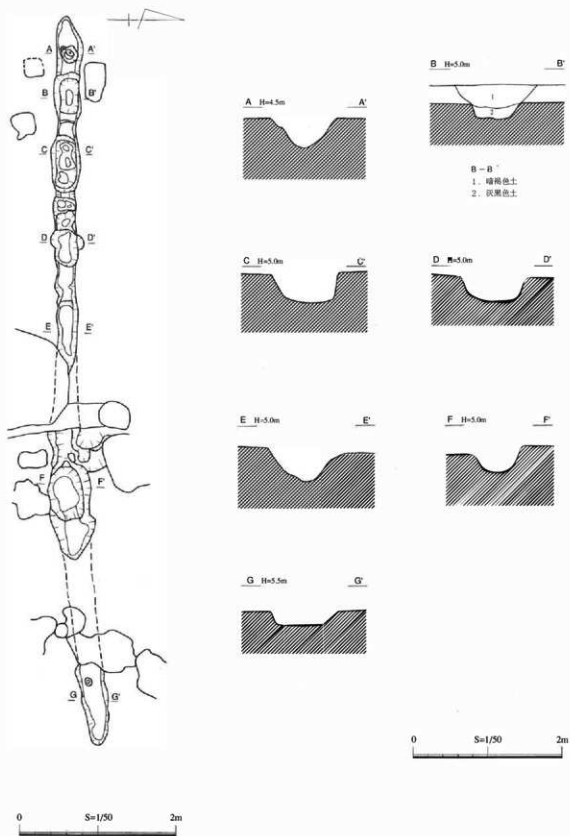 A A'
B B'
C C'
D D'
E E'
F F'
G G'
0 S=1/50 2m
A H=4.5m A'
B H=5.0m B'
1
2
B-B
1. 暗褐色土
2. 灰黒色土
C H=5.0m C'
D H=5.0m D'
E H=5.0m E'
F H=5.0m F'
G H=5.5m G'
0 S=1/50 2m